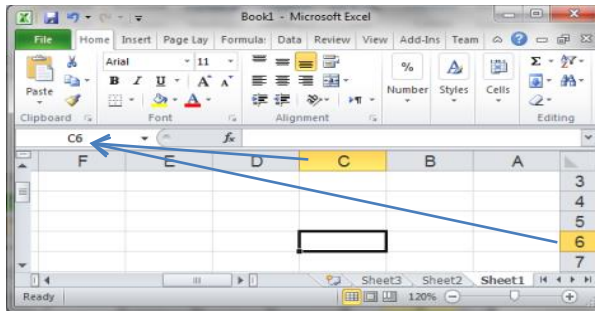 Book1 - Microsoft Excel
File Home Insert Page Lay Formula: Data Review View Add-Ins Team
Paste
Arial 11
B I U A A
A
% 
Number
Styles
Cells
Σ
Clipboard Font Alignment Editing
C6 fx
F E D C B A
3
4
5
6
7
Sheet3 Sheet2 Sheet1
Ready 120%